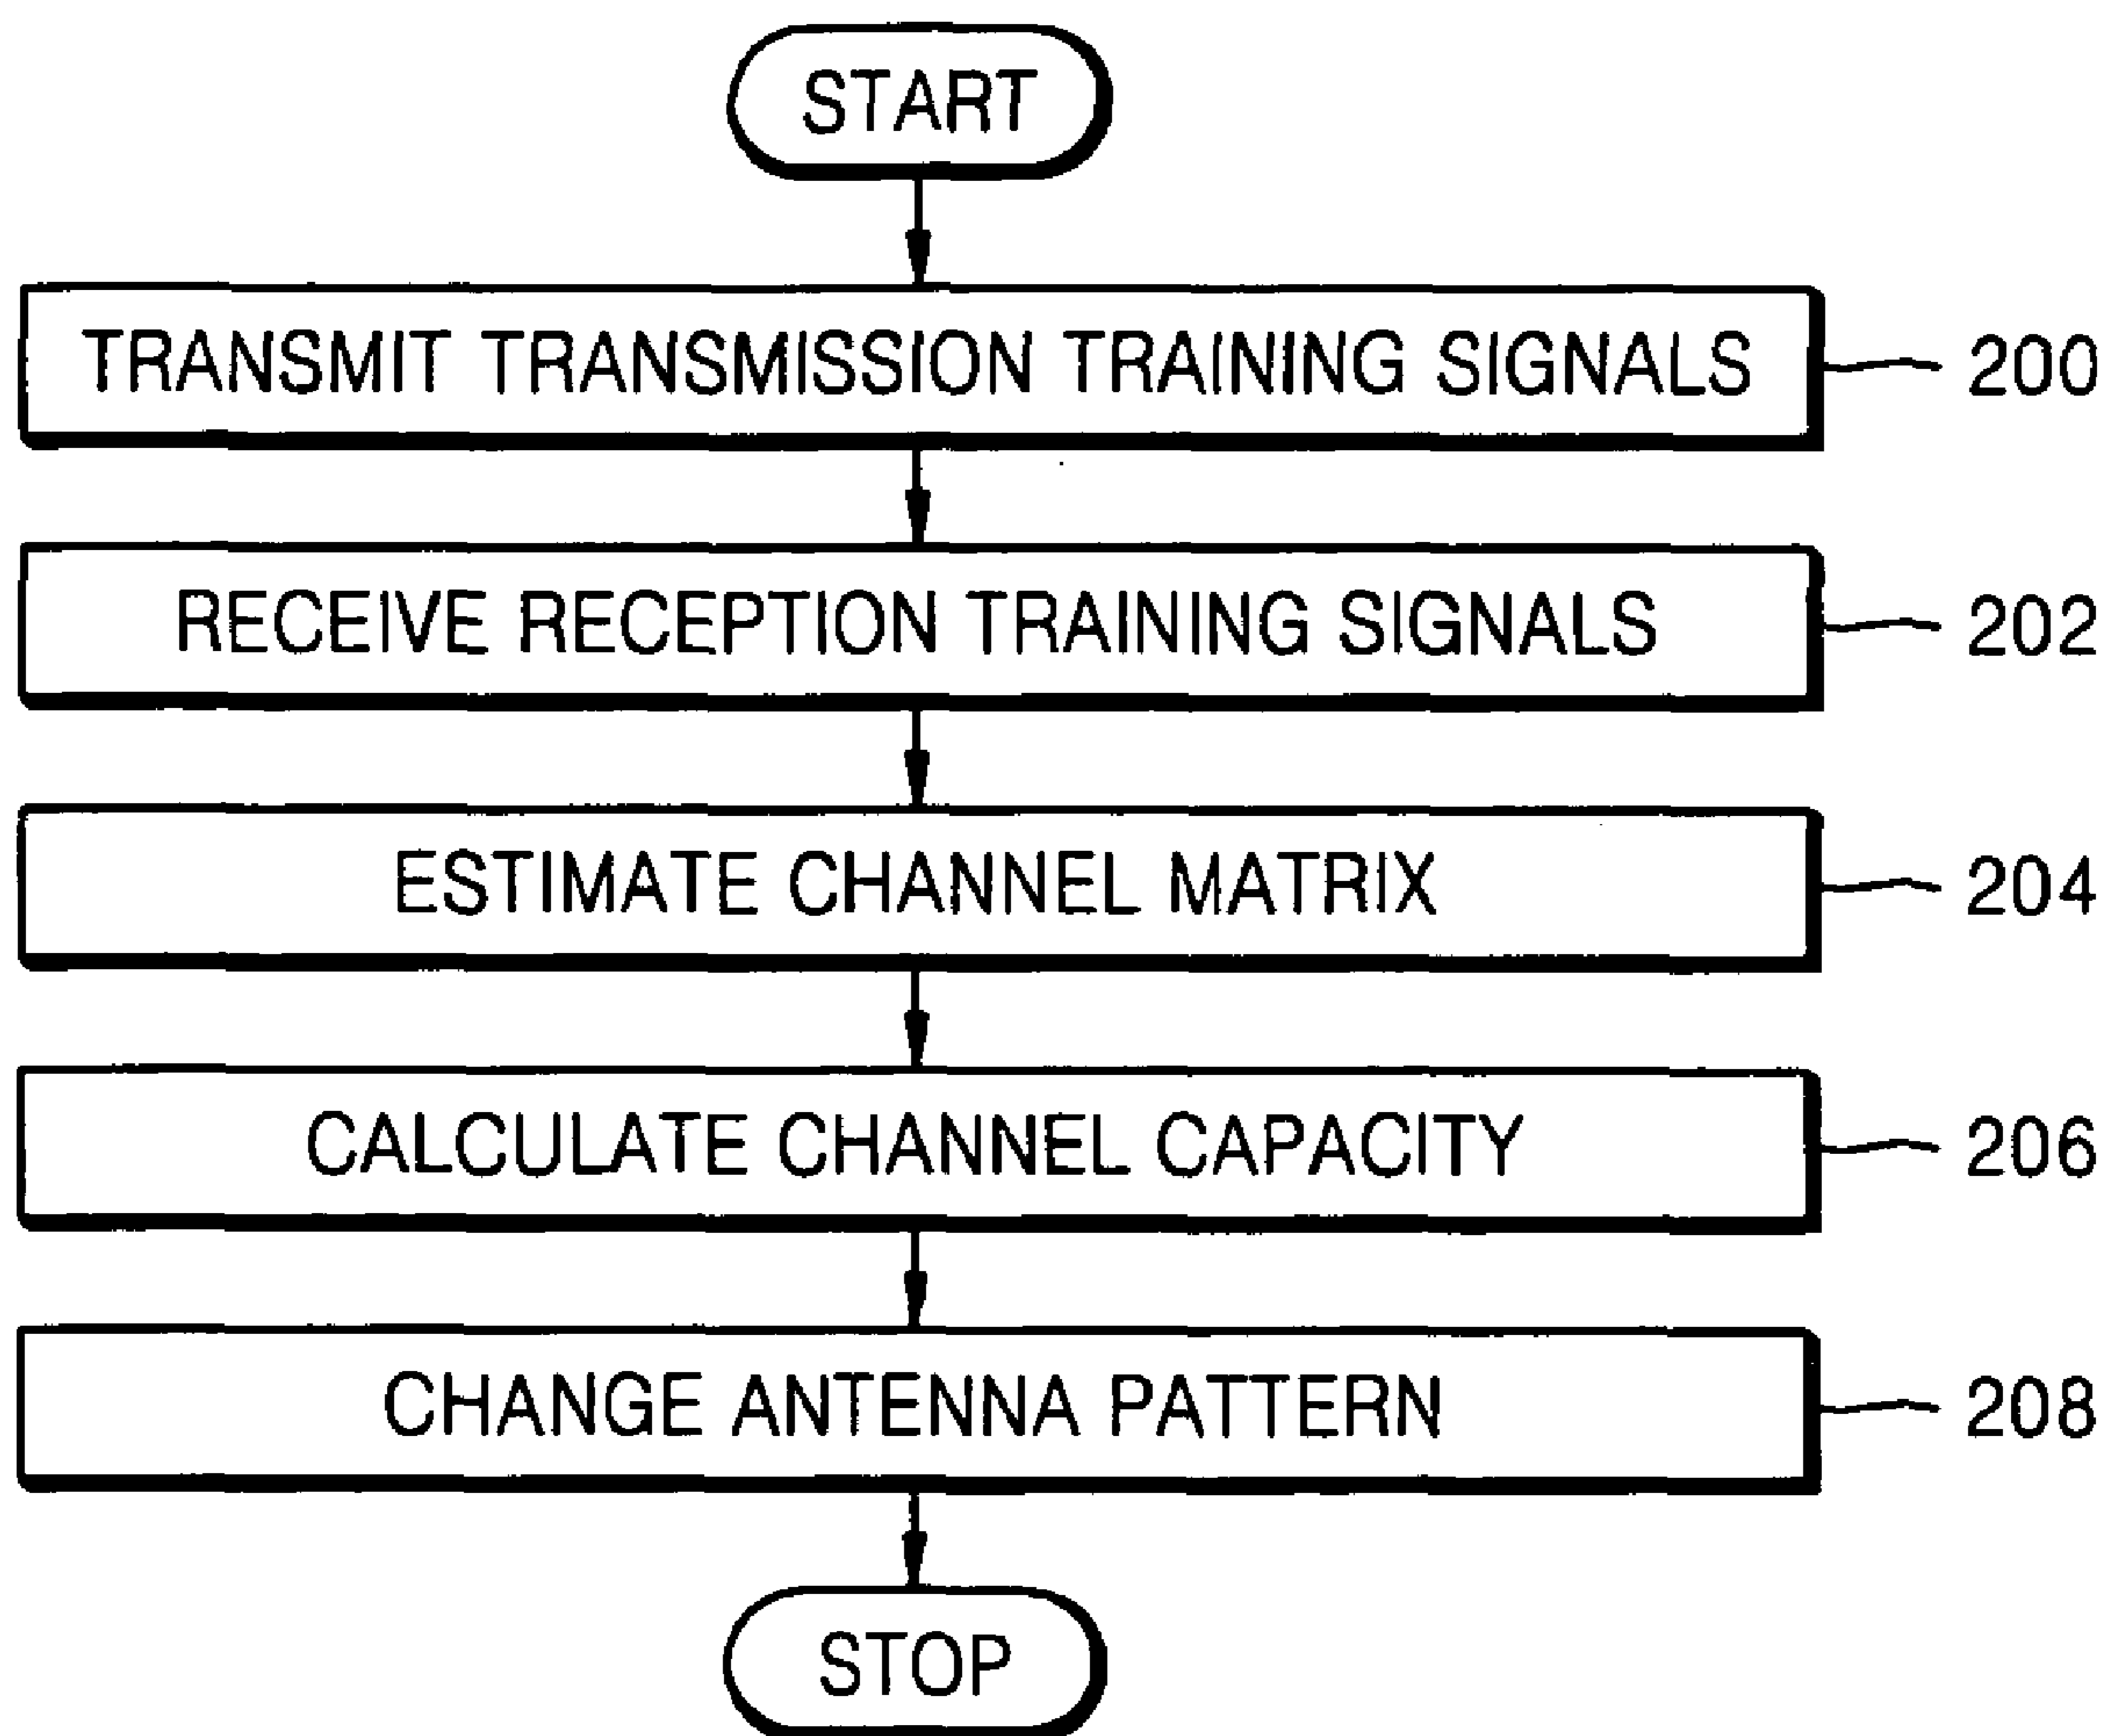 START
TRANSMIT TRANSMISSION TRAINING SIGNALS 200
RECEIVE RECEPTION TRAINING SIGNALS 202
ESTIMATE CHANNEL MATRIX 204
CALCULATE CHANNEL CAPACITY 206
CHANGE ANTENNA PATTERN 208
STOP